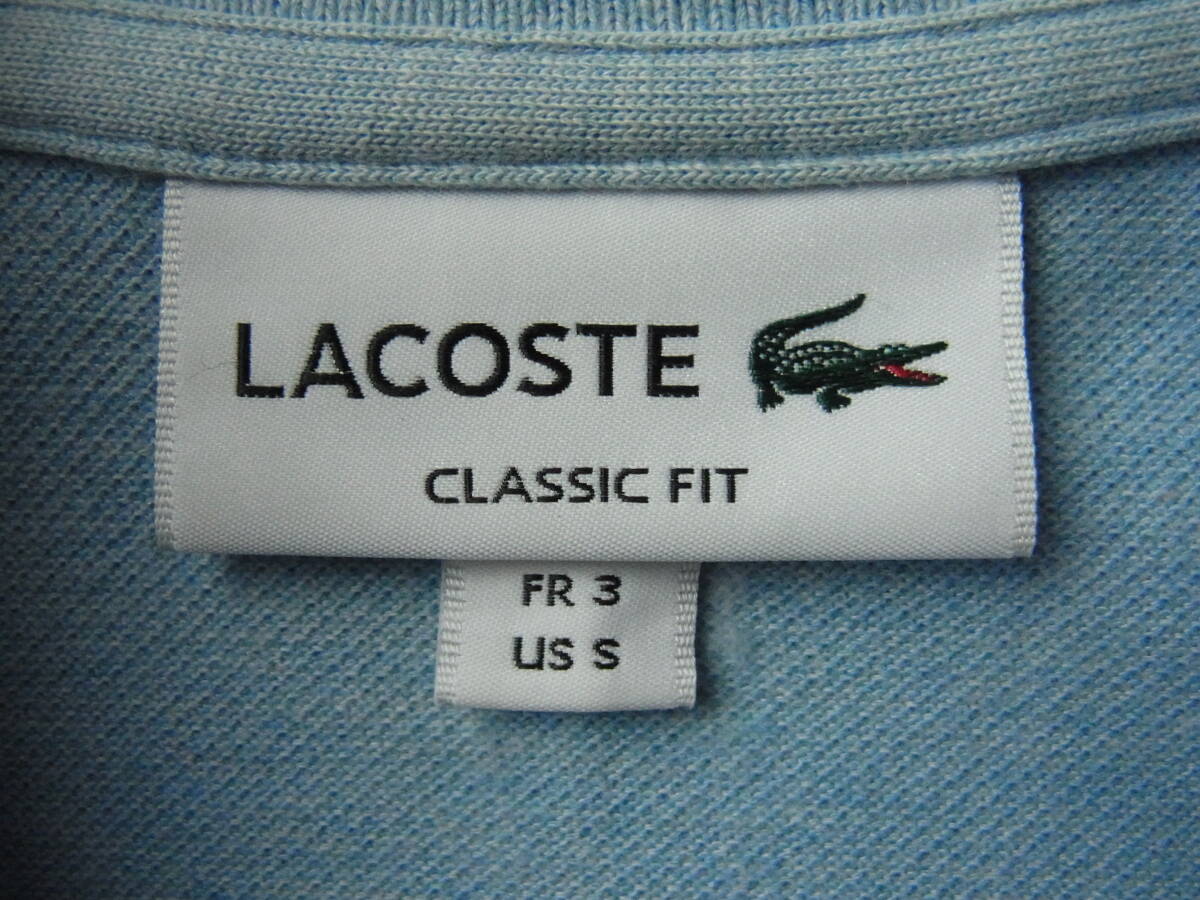 LACOSTE
CLASSIC FIT
FR 3
US S